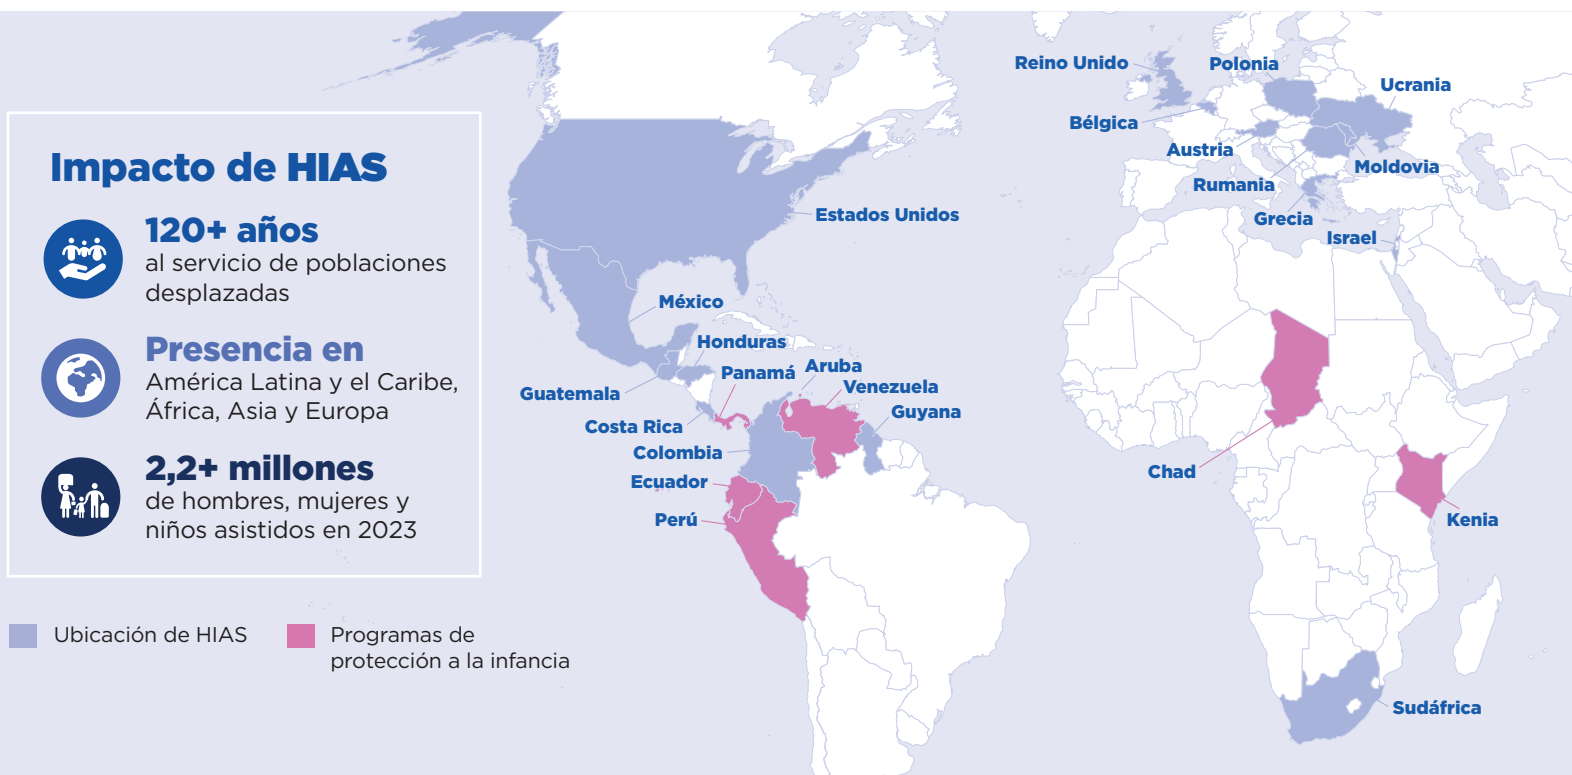 Impacto de HIAS
120+ años
al servicio de poblaciones
desplazadas
Presencia en
América Latina y el Caribe,
África, Asia y Europa
2,2+ millones
de hombres, mujeres y
niños asistidos en 2023
Ubicación de HIAS
Programas de
protección a la infancia
Estados Unidos
México
Honduras
Guatemala
Panamá
Aruba
Venezuela
Guyana
Costa Rica
Colombia
Ecuador
Perú
Reino Unido
Polonia
Ucrania
Bélgica
Austria
Moldovia
Rumania
Grecia
Israel
Chad
Kenia
Sudáfrica